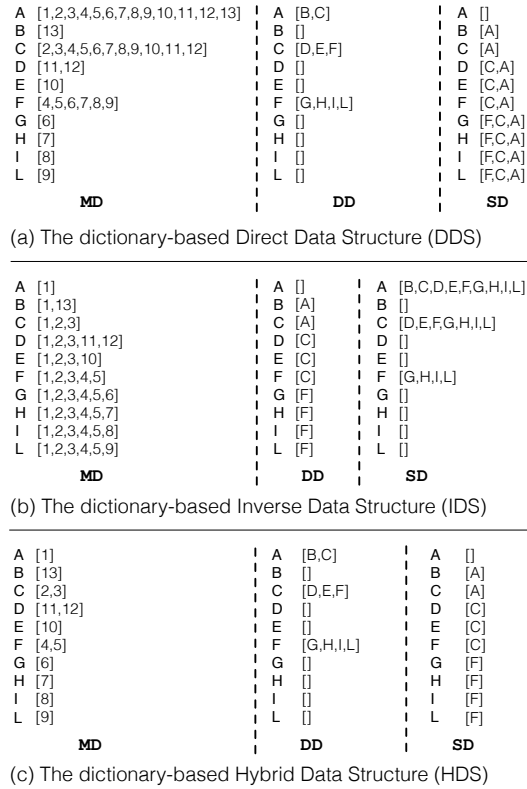 A [1,2,3,4,5,6,7,8,9,10,11,12,13] A [B,C] A []
B [13] B [] B [A]
C [2,3,4,5,6,7,8,9,10,11,12] C [D,E,F] C [A]
D [11,12] D [] D [C,A]
E [10] E [] E [C,A]
F [4,5,6,7,8,9] F [G,H,I,L] F [C,A]
G [6] G [] G [F,C,A]
H [7] H [] H [F,C,A]
I [8] I [] I [F,C,A]
L [9] L [] L [F,C,A]
MD DD SD
(a) The dictionary-based Direct Data Structure (DDS)
A [1] A [] A [B,C,D,E,F,G,H,I,L]
B [1,13] B [A] B []
C [1,2,3] C [A] C [D,E,F,G,H,I,L]
D [1,2,3,11,12] D [C] D []
E [1,2,3,10] E [C] E []
F [1,2,3,4,5] F [C] F [G,H,I,L]
G [1,2,3,4,5,6] G [F] G []
H [1,2,3,4,5,7] H [F] H []
I [1,2,3,4,5,8] I [F] I []
L [1,2,3,4,5,9] L [F] L []
MD DD SD
(b) The dictionary-based Inverse Data Structure (IDS)
A [1] A [B,C] A []
B [13] B [] B [A]
C [2,3] C [D,E,F] C [A]
D [11,12] D [] D [C]
E [10] E [] E [C]
F [4,5] F [G,H,I,L] F [C]
G [6] G [] G [F]
H [7] H [] H [F]
I [8] I [] I [F]
L [9] L [] L [F]
MD DD SD
(c) The dictionary-based Hybrid Data Structure (HDS)